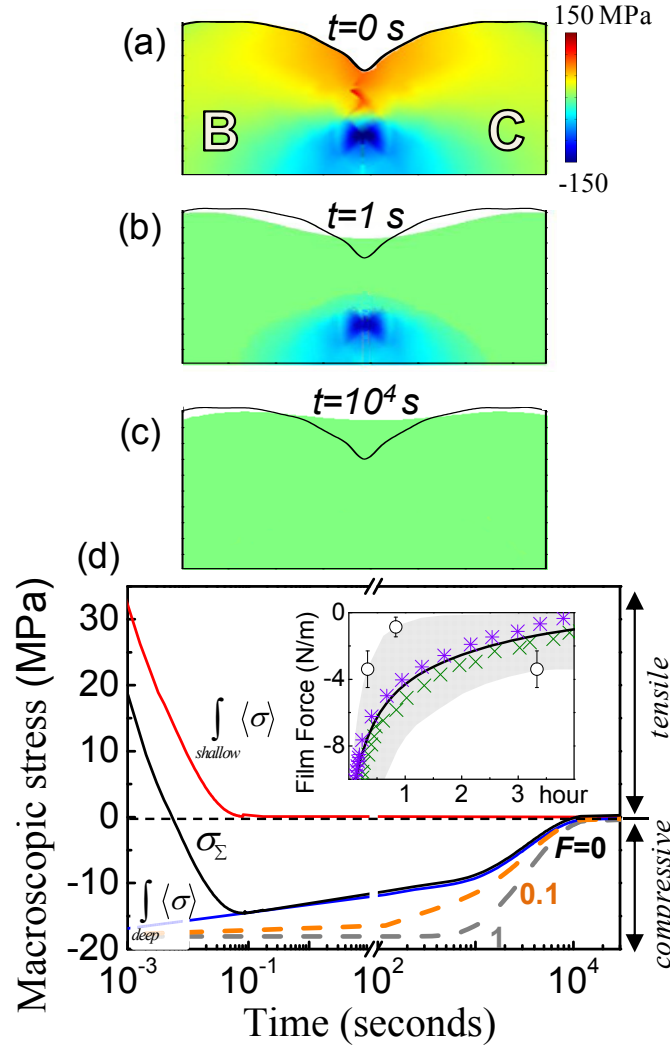 (a)
t=0 s
150 MPa
-150
B
C
(b)
t=1 s
(c)
t=10⁴ s
(d)
Macroscopic stress (MPa)
30
20
10
0
-10
-20
∫shallow ⟨σ⟩
σΣ
∫deep ⟨σ⟩
Film Force (N/m)
0
-4
-8
1
2
3
hour
F=0
0.1
1
tensile
compressive
10⁻³
10⁻¹
10²
10⁴
Time (seconds)